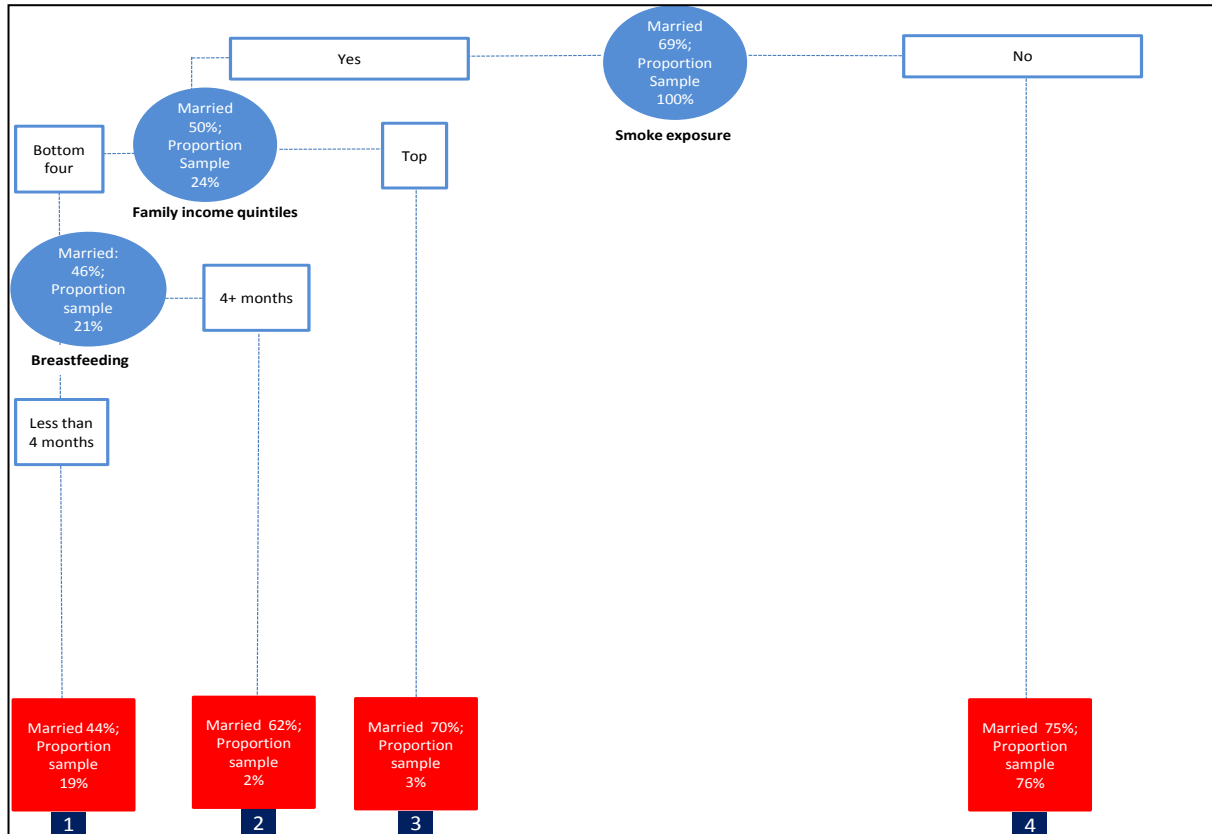 Married
69%;
Proportion
Sample
100%
Smoke exposure
Yes
No
Married
50%;
Proportion
Sample
24%
Family income quintiles
Bottom
four
Top
Married:
46%;
Proportion
sample
21%
Breastfeeding
4+ months
Less than
4 months
Married 44%;
Proportion
sample
19%
1
Married 62%;
Proportion
sample
2%
2
Married 70%;
Proportion
sample
3%
3
Married 75%;
Proportion
sample
76%
4